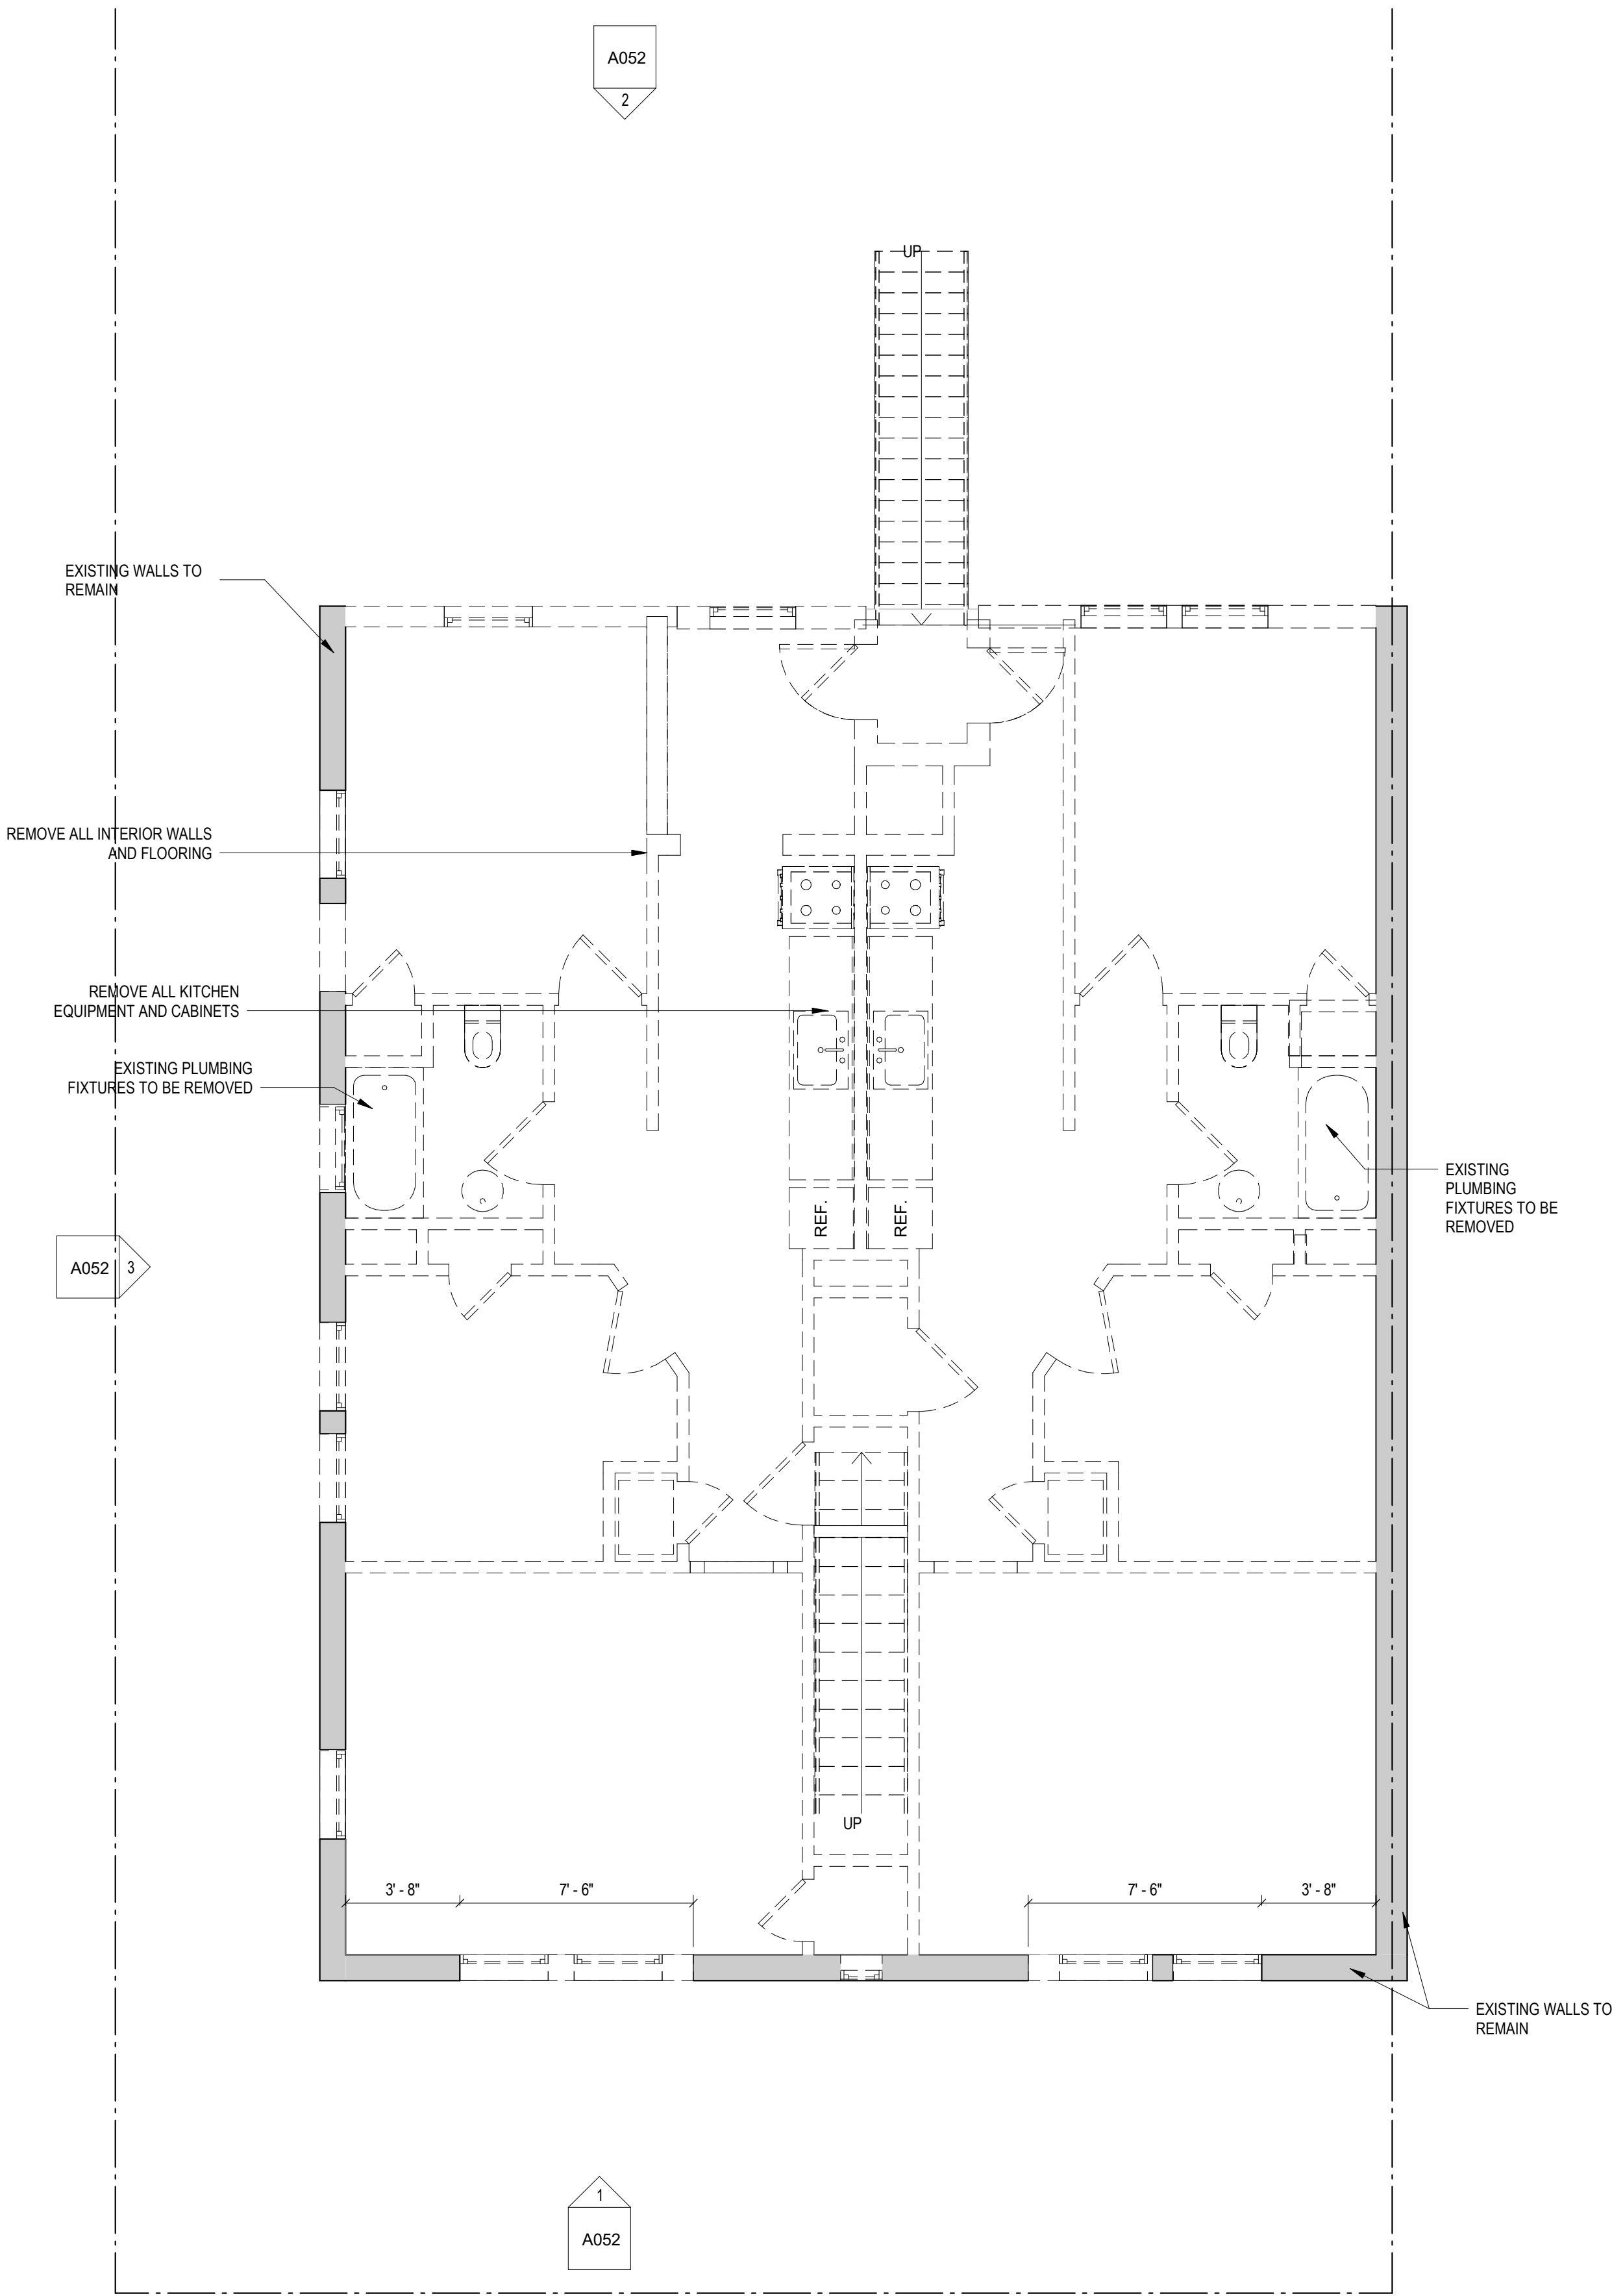 A052
2
UP
EXISTING WALLS TO
REMAIN
REMOVE ALL INTERIOR WALLS
AND FLOORING
REMOVE ALL KITCHEN
EQUIPMENT AND CABINETS
EXISTING PLUMBING
FIXTURES TO BE REMOVED
EXISTING
PLUMBING
FIXTURES TO BE
REMOVED
REF.
REF.
A052
3
UP
3' - 8"
7' - 6"
7' - 6"
3' - 8"
EXISTING WALLS TO
REMAIN
1
A052